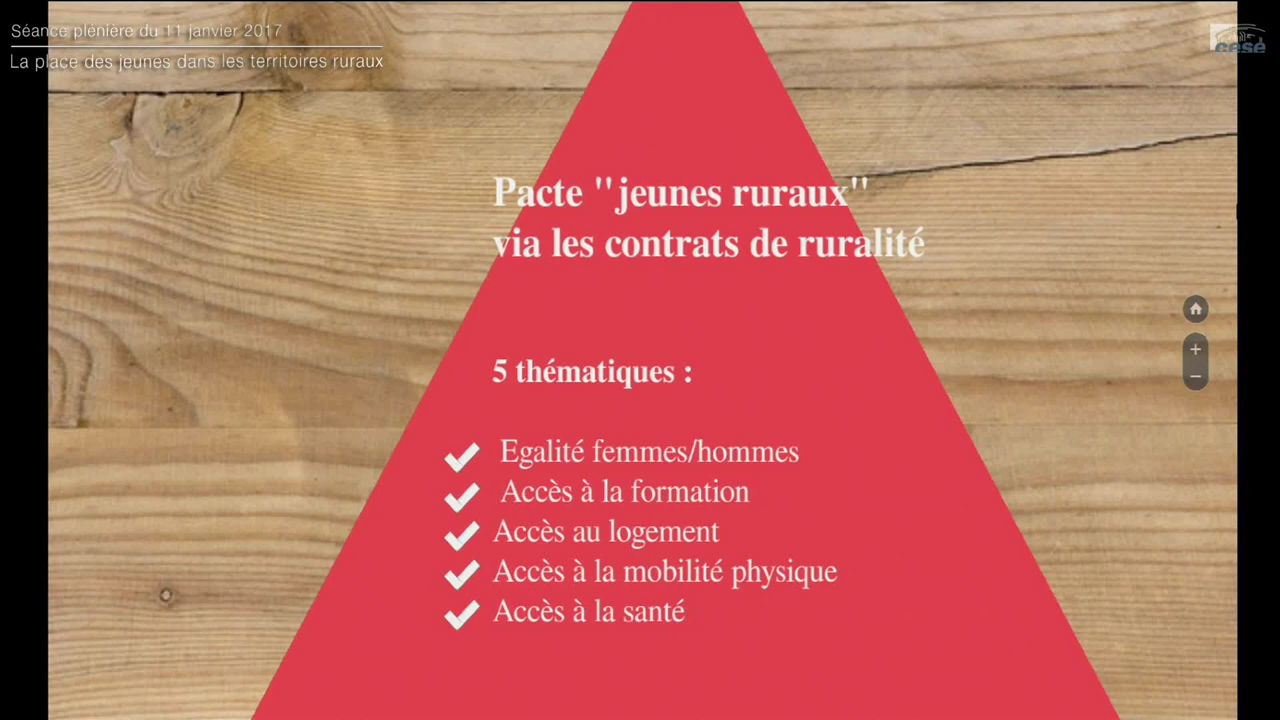 Séance plénière du 11 janvier 2017
La place des jeunes dans les territoires ruraux
cese
Pacte "jeunes ruraux"
via les contrats de ruralité
5 thématiques :
Egalité femmes/hommes
Accès à la formation
Accès au logement
Accès à la mobilité physique
Accès à la santé